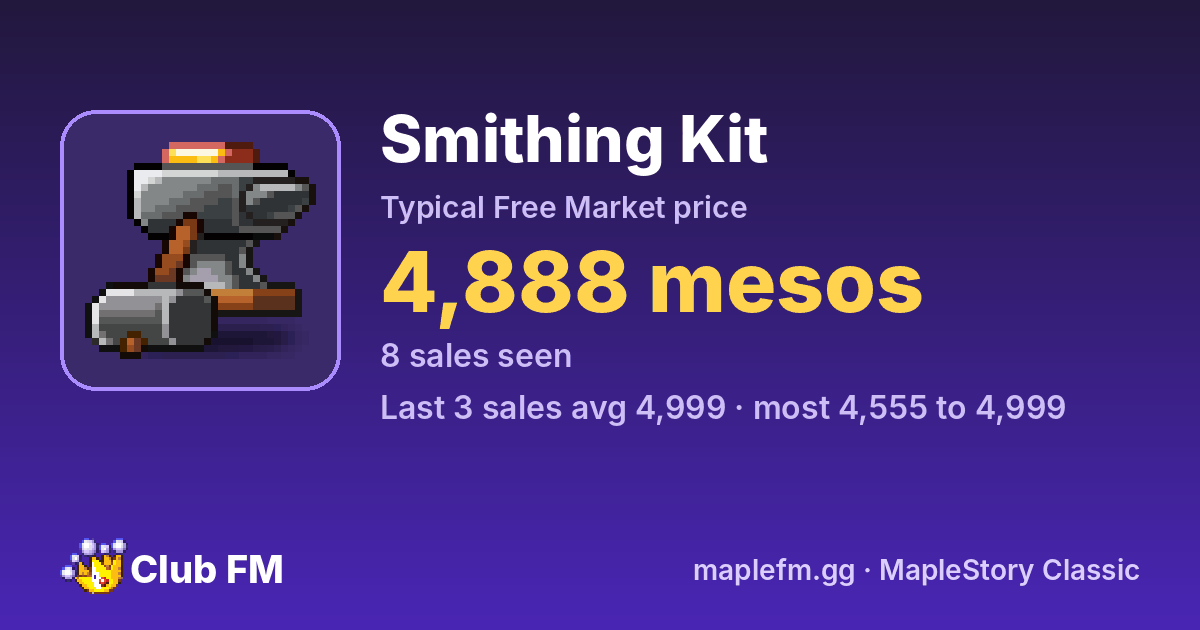 Smithing Kit
Typical Free Market price
4,888 mesos
8 sales seen
Last 3 sales avg 4,999 · most 4,555 to 4,999
Club FM
maplefm.gg · MapleStory Classic